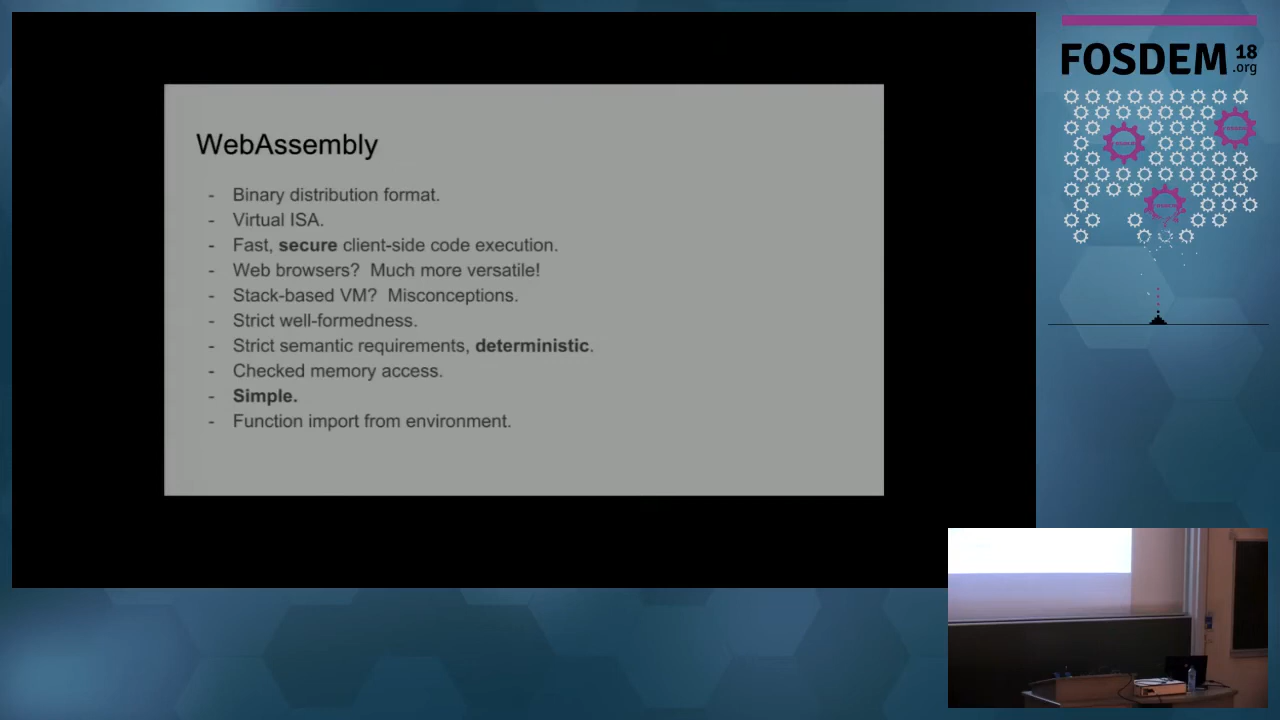 WebAssembly
- Binary distribution format.
- Virtual ISA.
- Fast, secure client-side code execution.
- Web browsers? Much more versatile!
- Stack-based VM? Misconceptions.
- Strict well-formedness.
- Strict semantic requirements, deterministic.
- Checked memory access.
- Simple.
- Function import from environment.
FOSDEM 18
.org